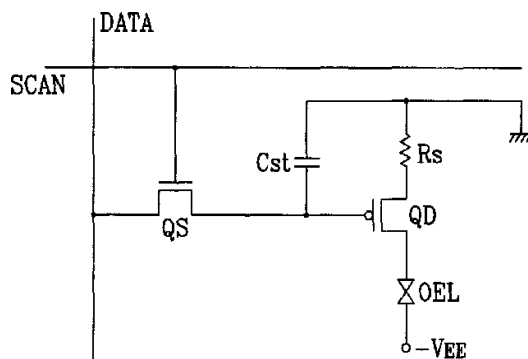 DATA
SCAN
Cst
Rs
QS
QD
OEL
-VEE